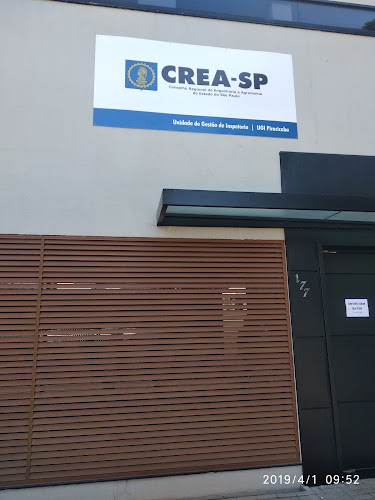 CREA-SP
Conselho Regional de Engenharia e Agronomia
do Estado de São Paulo
Unidade de Gestão de Inspetoria | UGI Piracicaba
177
2019/4/1 09:52